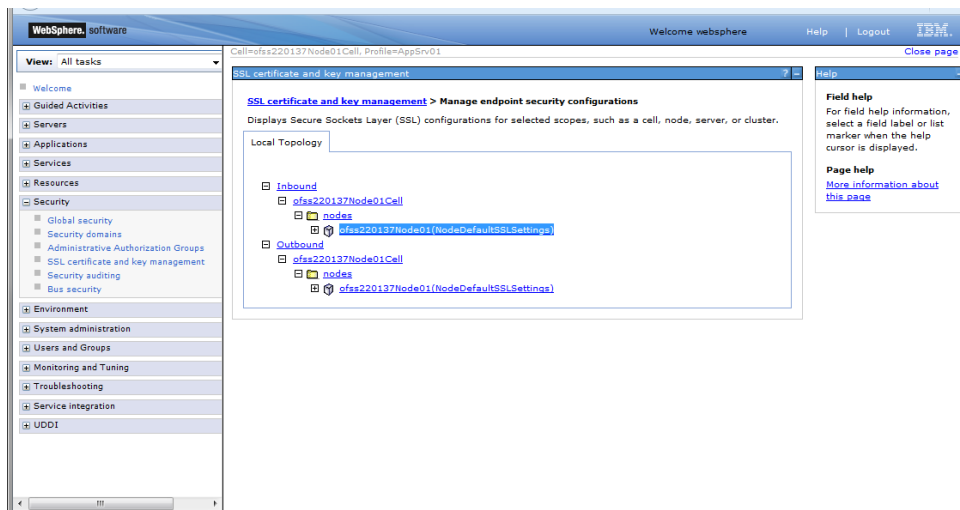 WebSphere. software
Welcome websphere
Help | Logout
IBM.
View: All tasks
Cell=ofss220137Node01Cell, Profile=AppSrv01
Close page
Welcome
Guided Activities
Servers
Applications
Services
Resources
Security
Global security
Security domains
Administrative Authorization Groups
SSL certificate and key management
Security auditing
Bus security
Environment
System administration
Users and Groups
Monitoring and Tuning
Troubleshooting
Service integration
UDDI
SSL certificate and key management
SSL certificate and key management > Manage endpoint security configurations
Displays Secure Sockets Layer (SSL) configurations for selected scopes, such as a cell, node, server, or cluster.
Local Topology
Inbound
ofss220137Node01Cell
nodes
ofss220137Node01(NodeDefaultSSLSettings)
Outbound
ofss220137Node01Cell
nodes
ofss220137Node01(NodeDefaultSSLSettings)
Help
Field help
For field help information,
select a field label or list
marker when the help
cursor is displayed.
Page help
More information about
this page